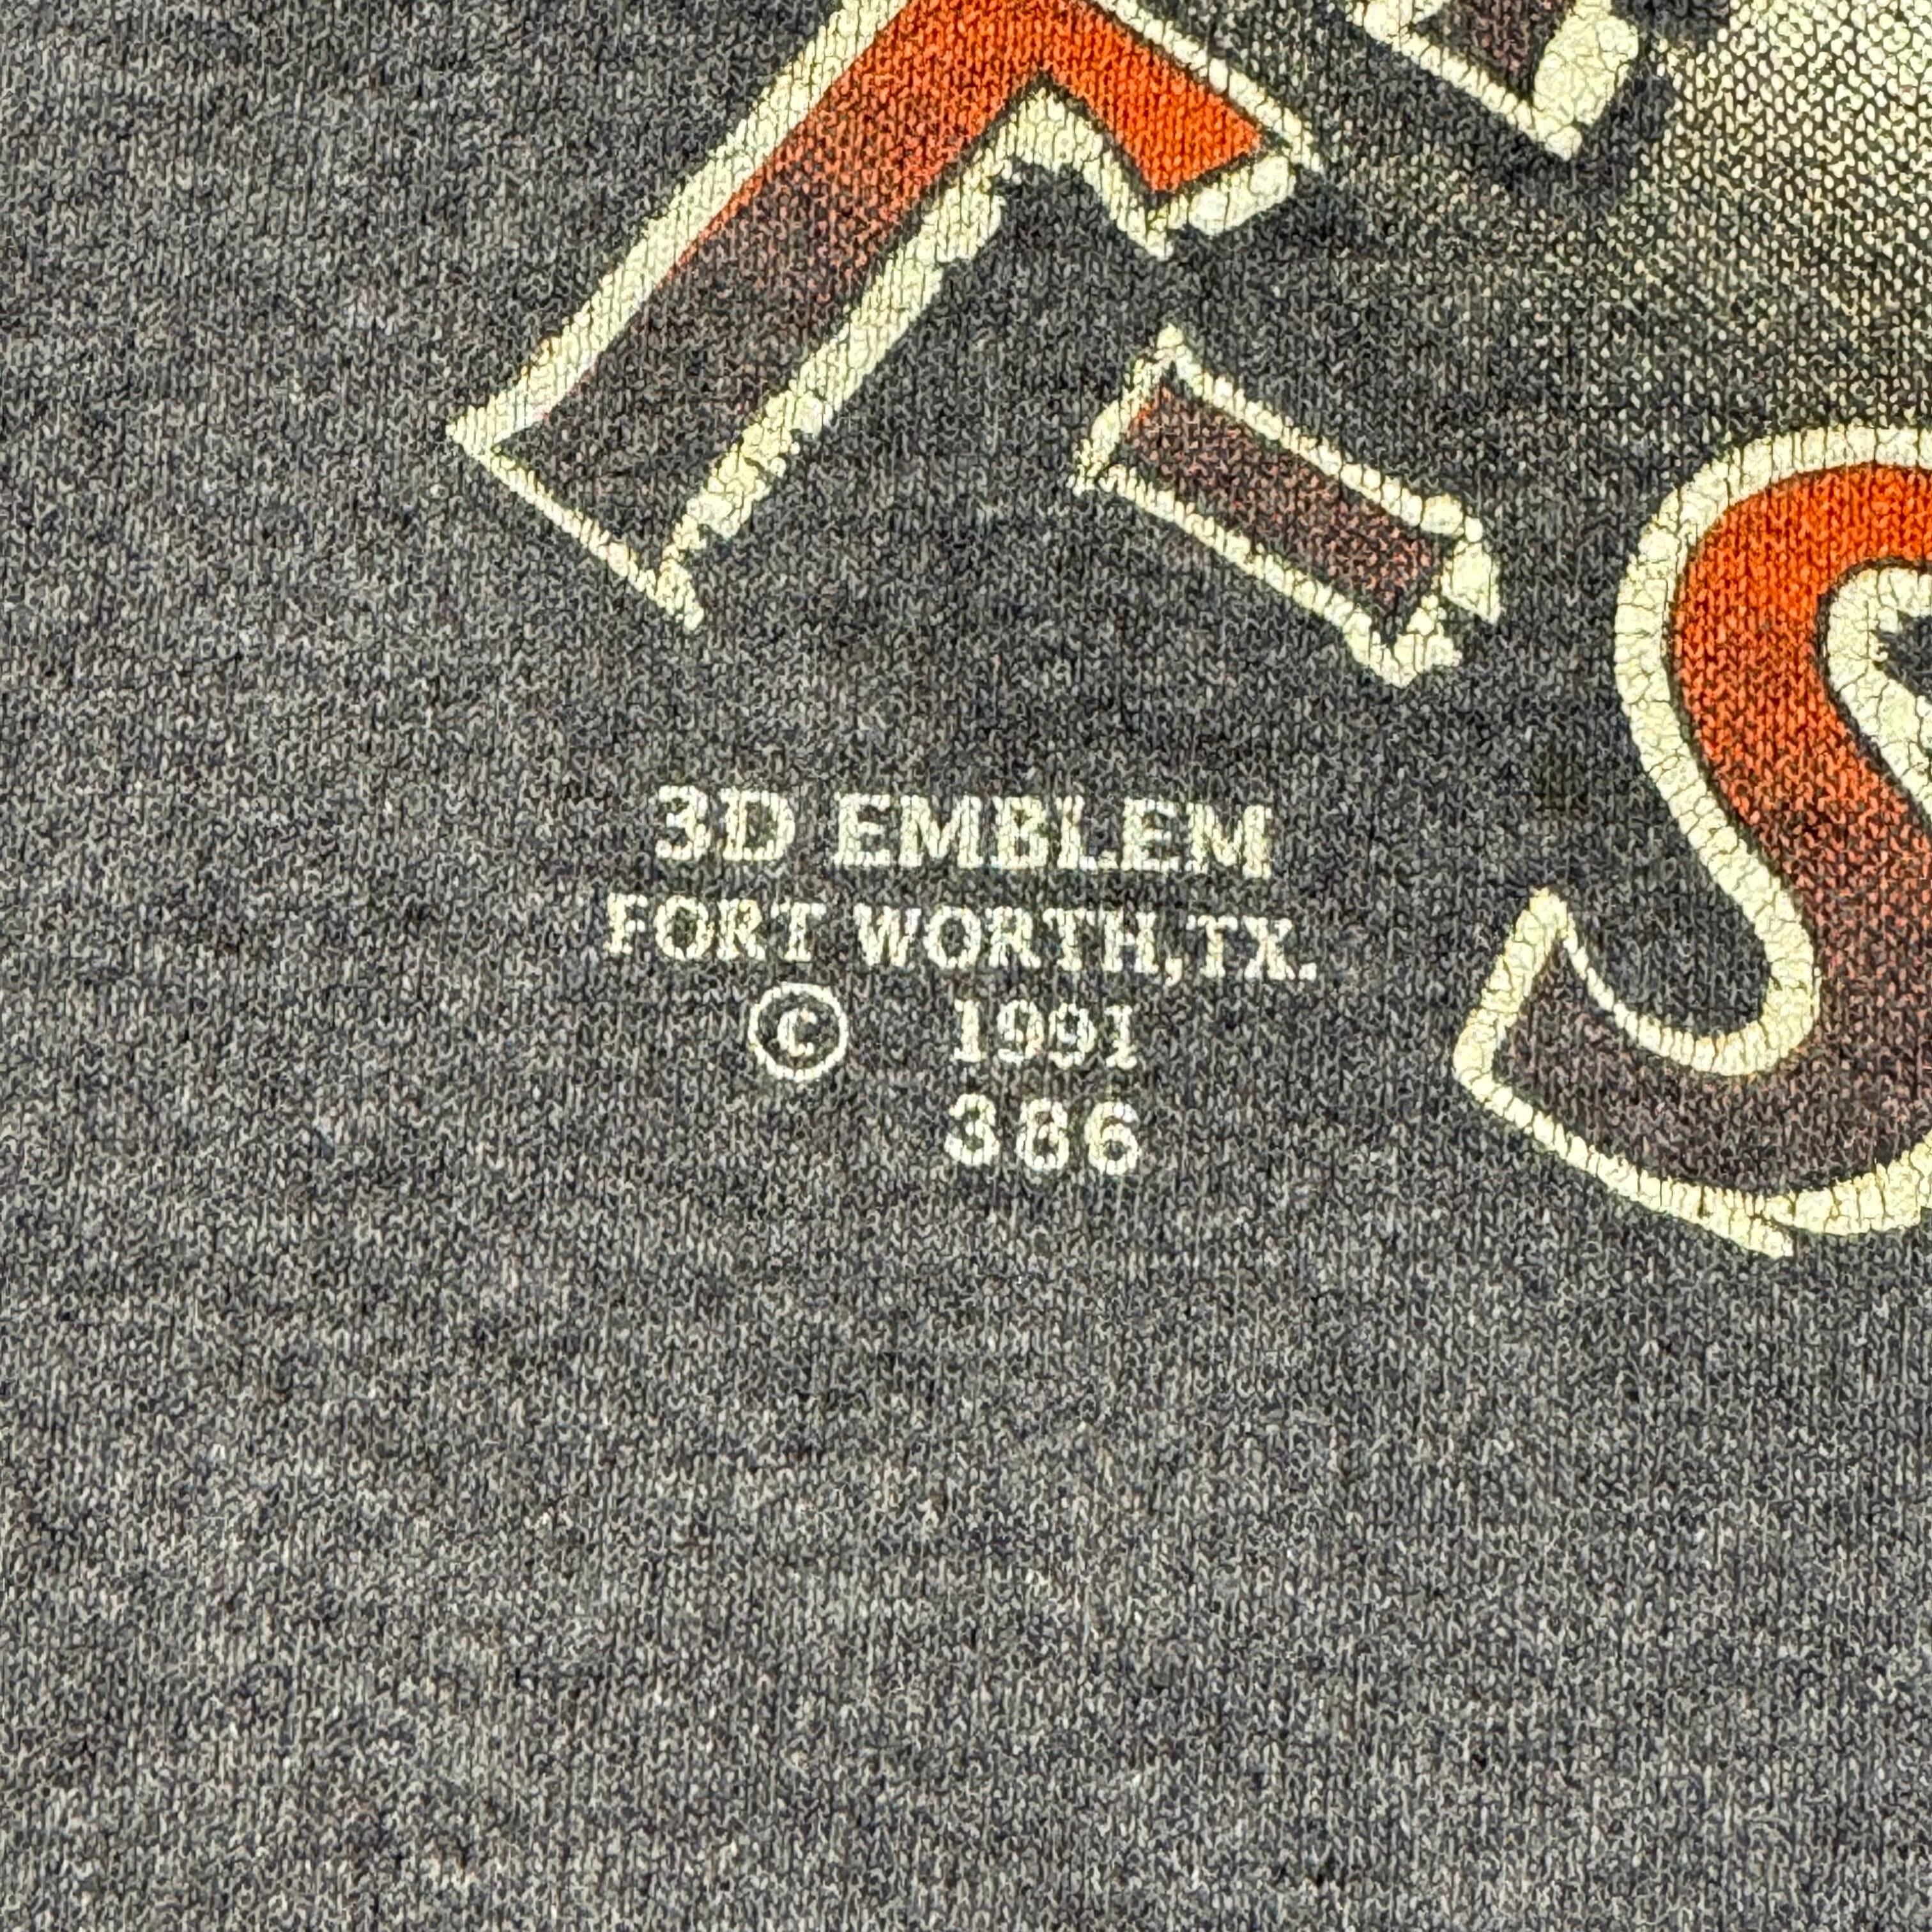 S
3D EMBLEM
FORT WORTH,TX.
© 1991
386